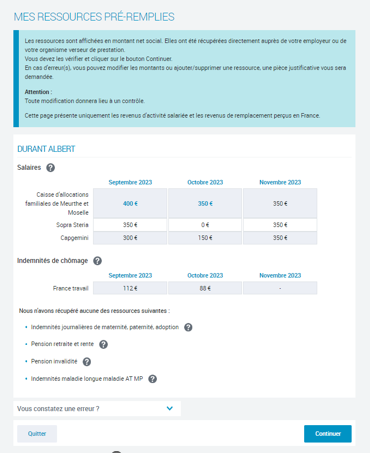 MES RESSOURCES PRÉ-REMPLIES
Les ressources sont affichées en montant net social. Elles ont été récupérées directement auprès de votre employeur ou de
votre organisme verseur de prestation.
Vous devez les vérifier et cliquer sur le bouton Continuer.
En cas d'erreur(s), vous pouvez modifier les montants ou ajouter/supprimer une ressource, une pièce justificative vous sera
demandée.
Attention :
Toute modification donnera lieu à un contrôle.
Cette page présente uniquement les revenus d'activité salariée et les revenus de remplacement perçus en France.
DURANT ALBERT
Salaires ?
Septembre 2023 Octobre 2023 Novembre 2023
Caisse d'allocations
familiales de Meurthe et 400 € 350 € 350 €
Moselle
Sopra Steria 350 € 0 € 350 €
Capgemini 300 € 150 € 350 €
Indemnités de chômage ?
Septembre 2023 Octobre 2023 Novembre 2023
France travail 112 € 88 € -
Nous n'avons récupéré aucune des ressources suivantes :
• Indemnités journalières de maternité, paternité, adoption ?
• Pension retraite et rente ?
• Pension invalidité ?
• Indemnités maladie longue maladie AT MP ?
Vous constatez une erreur ?
Quitter Continuer